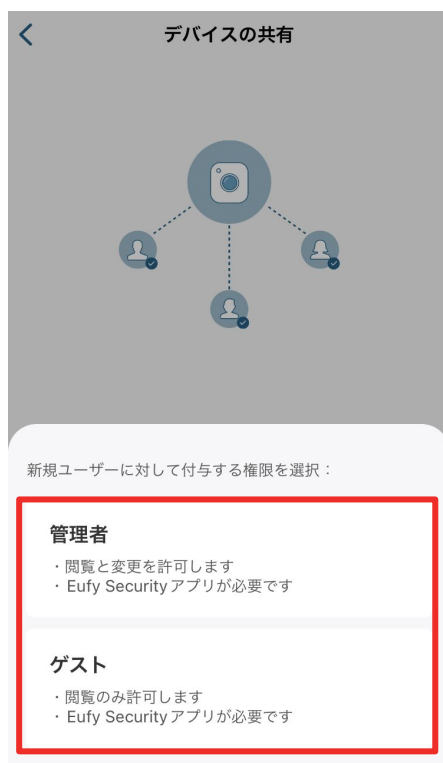 デバイスの共有
新規ユーザーに対して付与する権限を選択：
管理者
・閲覧と変更を許可します
・Eufy Securityアプリが必要です
ゲスト
・閲覧のみ許可します
・Eufy Securityアプリが必要です